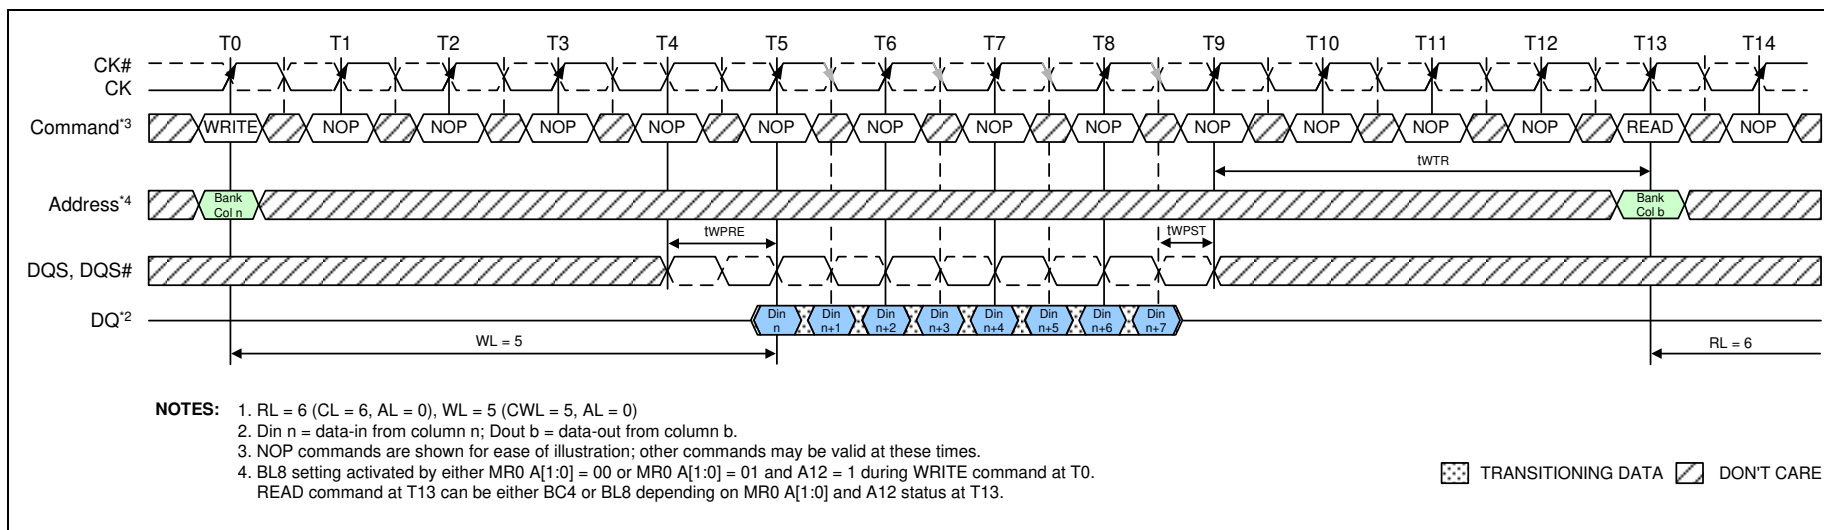 T0 T1 T2 T3 T4 T5 T6 T7 T8 T9 T10 T11 T12 T13 T14
CK#
CK
Command*3 WRITE NOP NOP NOP NOP NOP NOP NOP NOP NOP NOP NOP NOP READ NOP
tWTR
Address*4 Bank Col n Bank Col b
tWPRE tWPST
DQS, DQS#
DQ*2 Din n Din n+1 Din n+2 Din n+3 Din n+4 Din n+5 Din n+6 Din n+7
WL = 5 RL = 6
NOTES: 1. RL = 6 (CL = 6, AL = 0), WL = 5 (CWL = 5, AL = 0)
2. Din n = data-in from column n; Dout b = data-out from column b.
3. NOP commands are shown for ease of illustration; other commands may be valid at these times.
4. BL8 setting activated by either MR0 A[1:0] = 00 or MR0 A[1:0] = 01 and A12 = 1 during WRITE command at T0.
READ command at T13 can be either BC4 or BL8 depending on MR0 A[1:0] and A12 status at T13.
TRANSITIONING DATA DON'T CARE